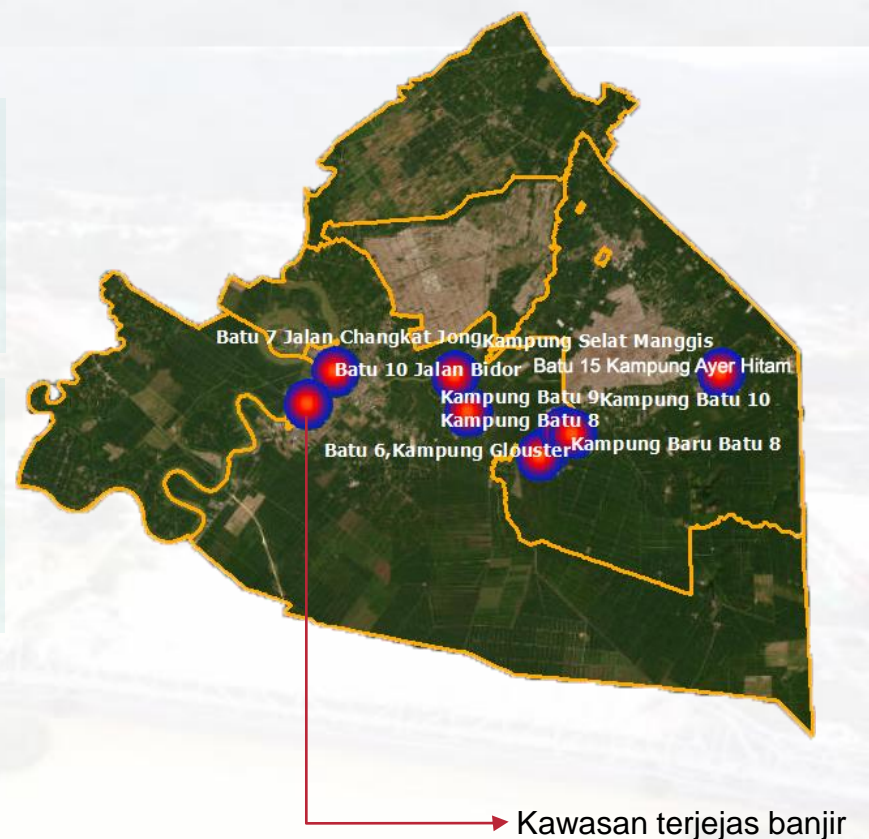 Batu 7 Jalan Changkat Jong
Kampung Selat Manggis
Batu 10 Jalan Bidor
Batu 15 Kampung Ayer Hitam
Kampung Batu 9
Kampung Batu 10
Kampung Batu 8
Batu 6,Kampung Glouster
Kampung Baru Batu 8
Kawasan terjejas banjir